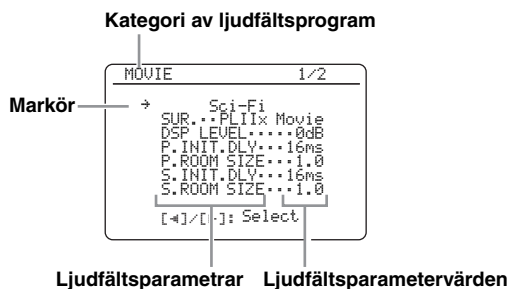 Kategori av ljudfältsprogram
MOVIE 1/2
Markör
→ Sci-Fi
SUR.··PLIIx Movie
DSP LEVEL·····0dB
P.INIT.DLY···16ms
P.ROOM SIZE···1.0
S.INIT.DLY···16ms
S.ROOM SIZE···1.0
[◀]/[▶]: Select
Ljudfältsparametrar Ljudfältsparametervärden